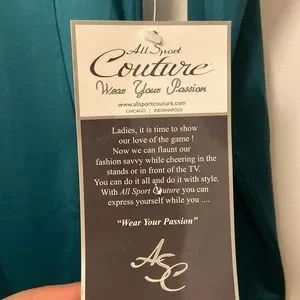 All Sport
Couture
Wear Your Passion
www.allsportcouture.com
CHICAGO | INDIANAPOLIS
Ladies, it is time to show
our love of the game !
Now we can flaunt our
fashion savvy while cheering in the
stands or in front of the TV.
You can do it all and do it with style.
With All Sport Couture you can
express yourself while you ....
"Wear Your Passion"
ASC